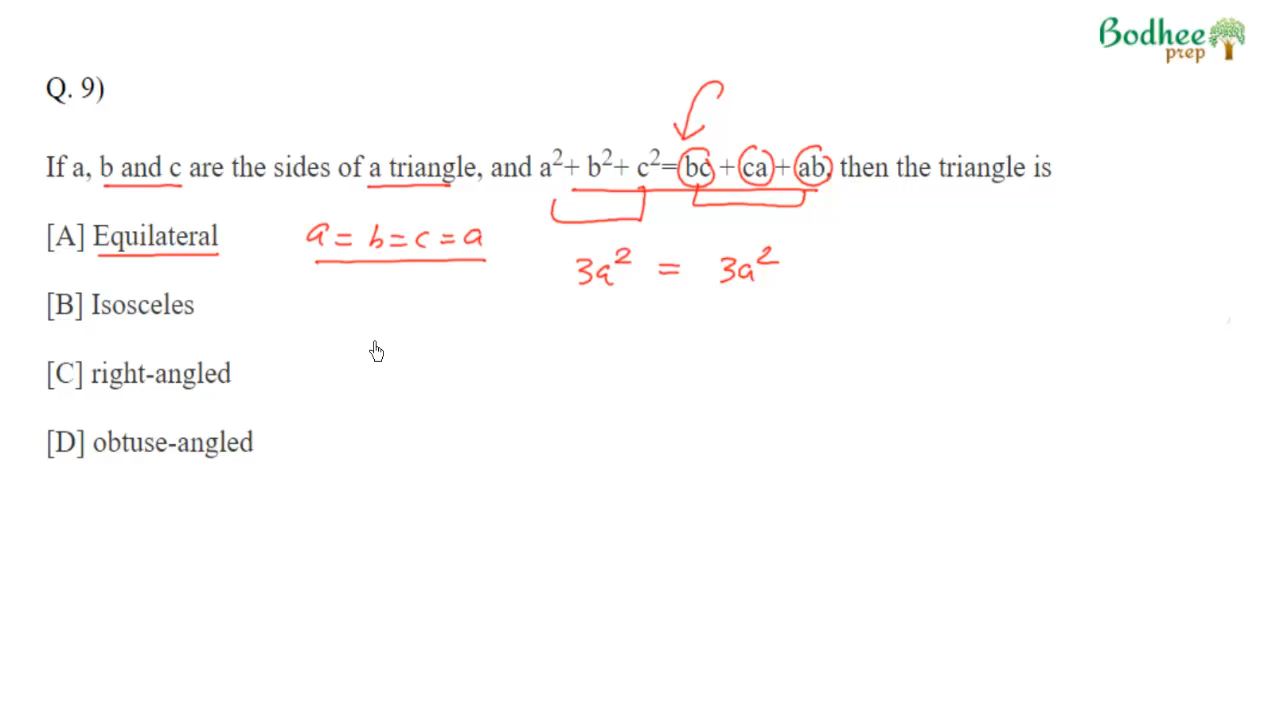 Bodhee
prep
Q. 9)
If a, b and c are the sides of a triangle, and a²+ b²+ c²=bc +ca +ab, then the triangle is
[A] Equilateral
a = b = c = a
3a² = 3a²
[B] Isosceles
[C] right-angled
[D] obtuse-angled